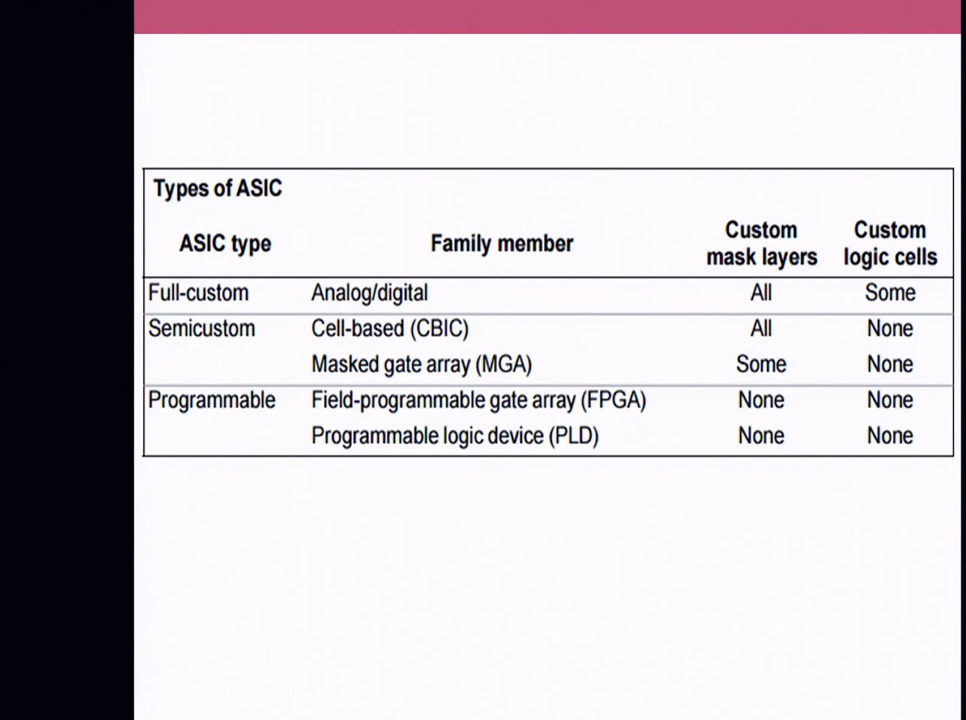 Types of ASIC
ASIC type Family member Custom mask layers Custom logic cells
Full-custom Analog/digital All Some
Semicustom Cell-based (CBIC) All None
Masked gate array (MGA) Some None
Programmable Field-programmable gate array (FPGA) None None
Programmable logic device (PLD) None None